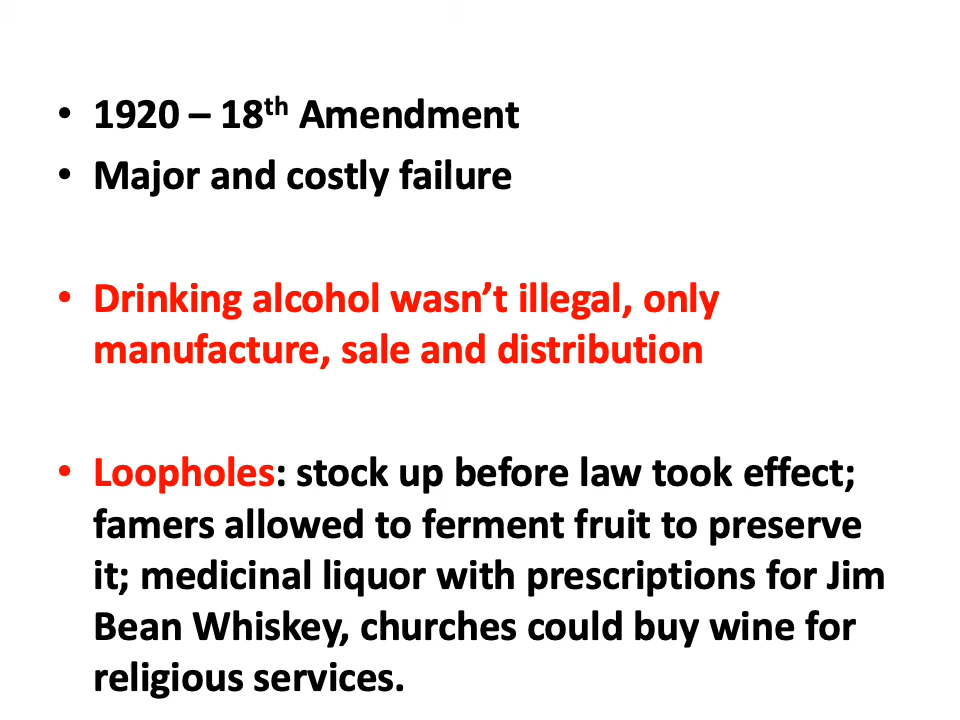 • 1920 – 18th Amendment
• Major and costly failure
• Drinking alcohol wasn’t illegal, only
manufacture, sale and distribution
• Loopholes: stock up before law took effect;
famers allowed to ferment fruit to preserve
it; medicinal liquor with prescriptions for Jim
Bean Whiskey, churches could buy wine for
religious services.